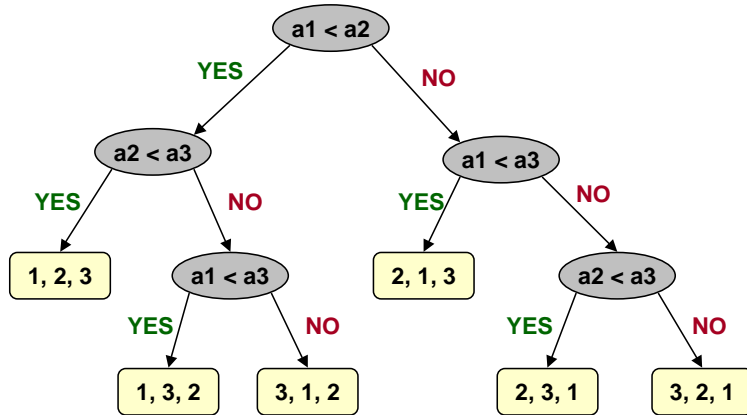 a1 < a2
YES
NO
a2 < a3
a1 < a3
YES
NO
YES
NO
1, 2, 3
a1 < a3
2, 1, 3
a2 < a3
YES
NO
YES
NO
1, 3, 2
3, 1, 2
2, 3, 1
3, 2, 1